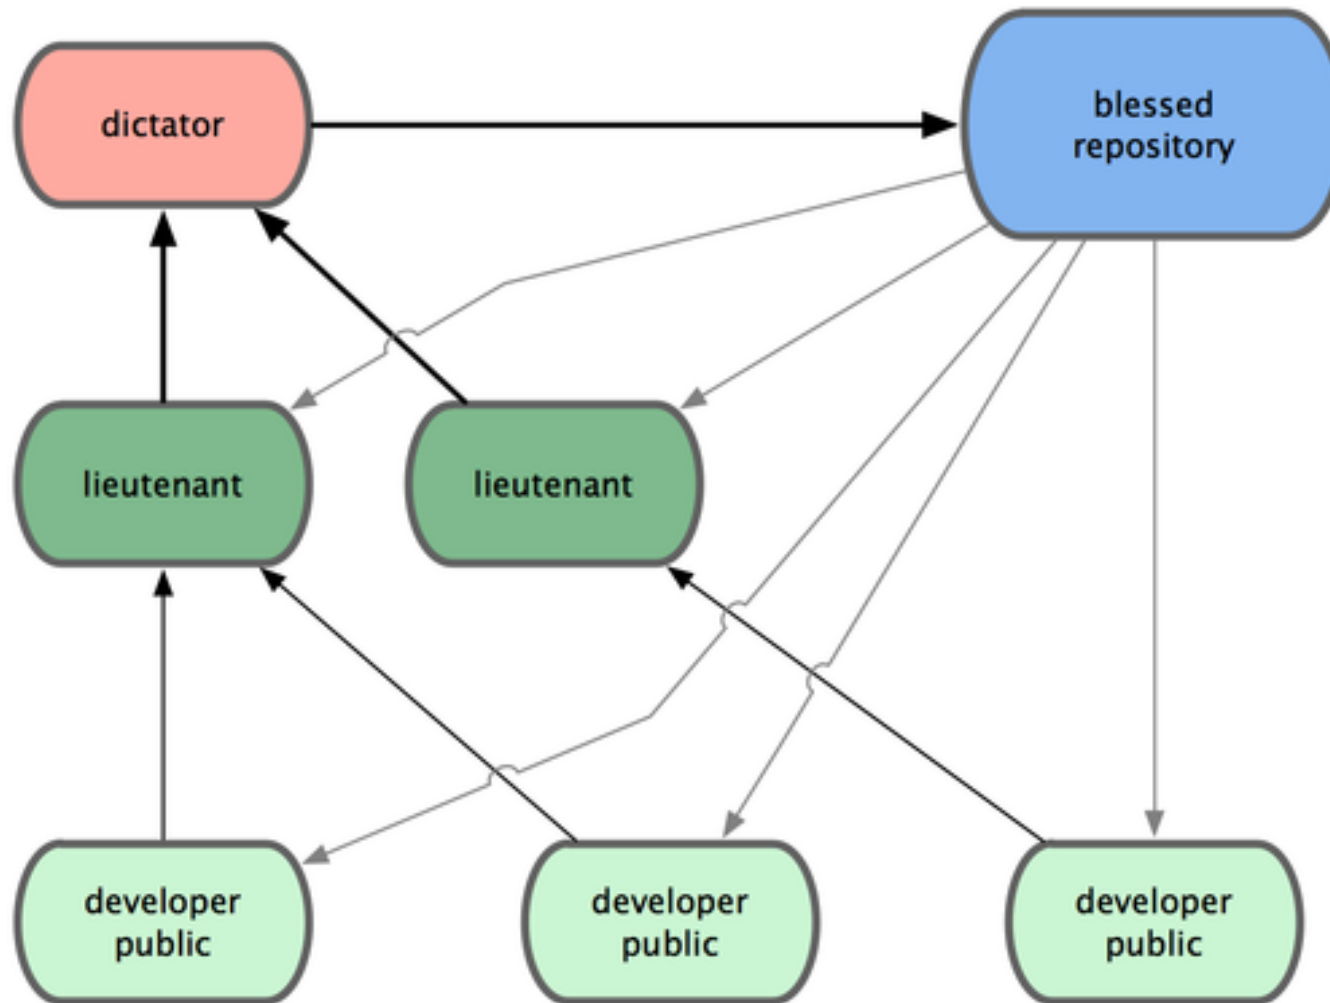 dictator
blessed
repository
lieutenant
lieutenant
developer
public
developer
public
developer
public